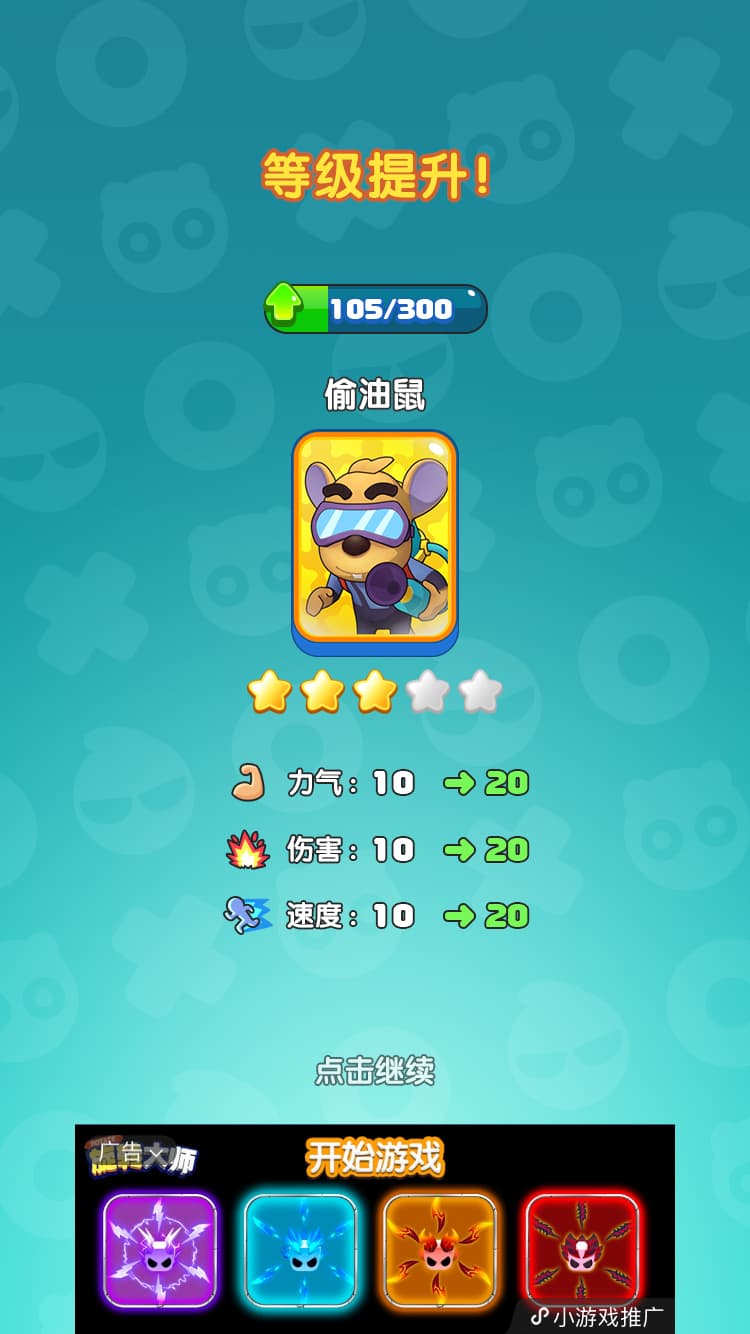 等级提升!
105/300
偷油鼠
力气: 10 → 20
伤害: 10 → 20
速度: 10 → 20
点击继续
广告 × 大师
开始游戏
小游戏推广